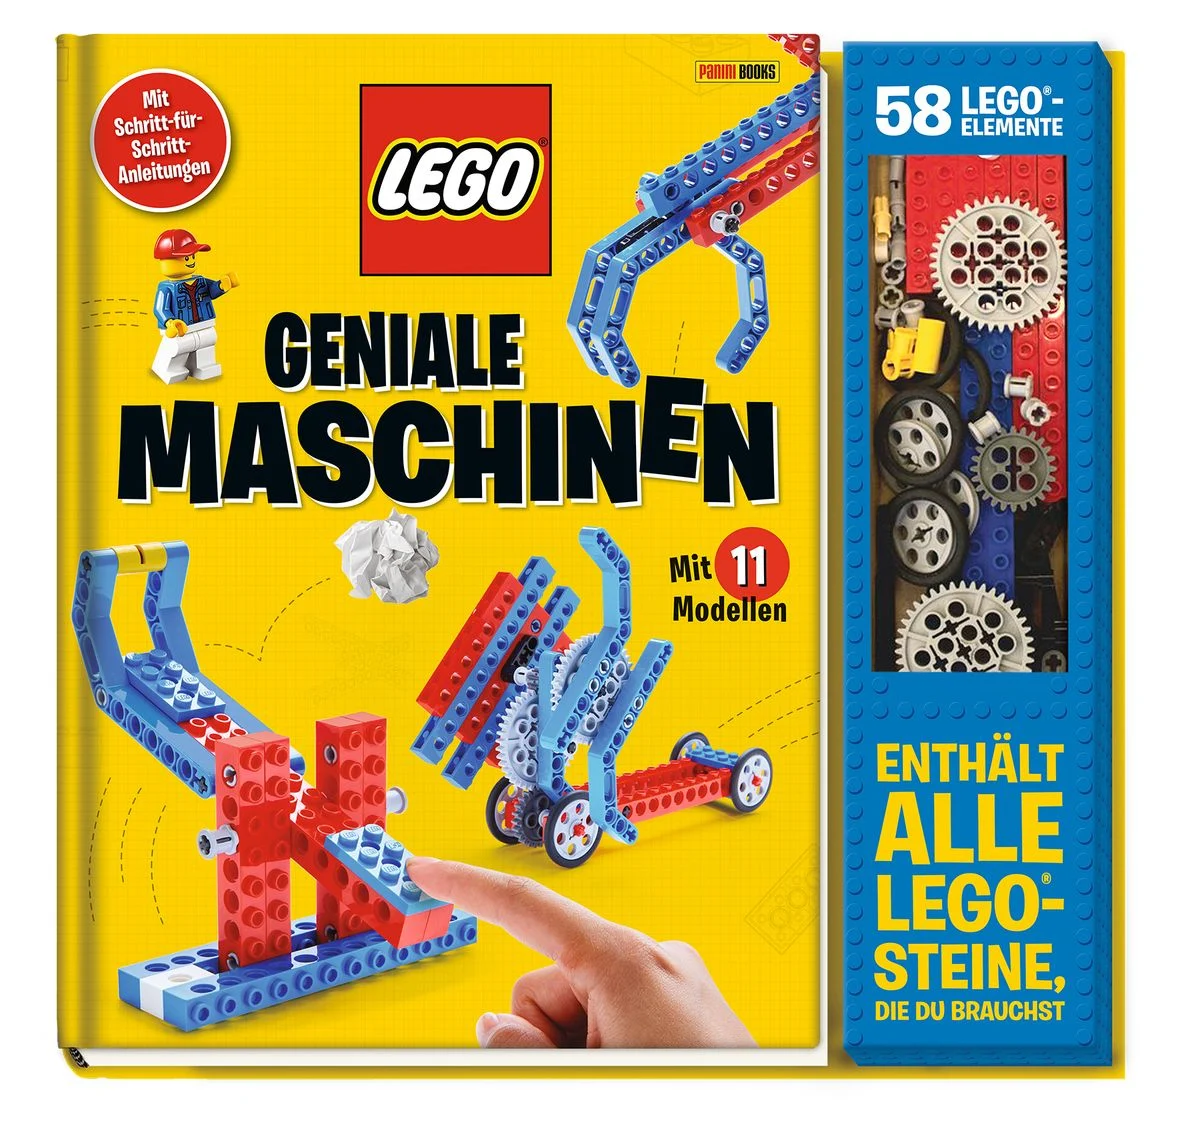 PANINI BOOKS
Mit
Schritt-für-
Schritt-
Anleitungen
LEGO®
GENIALE
MASCHINEN
Mit 11
Modellen
58 LEGO®-
ELEMENTE
ENTHÄLT
ALLE
LEGO®-
STEINE,
DIE DU BRAUCHST